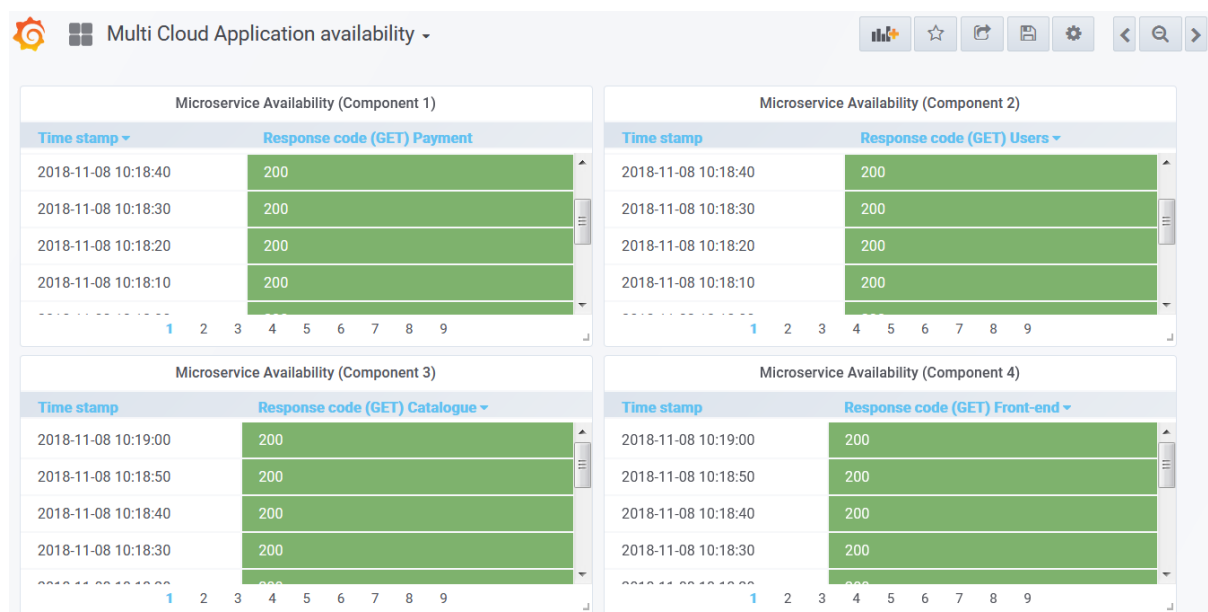 Multi Cloud Application availability
Microservice Availability (Component 1)
Time stamp Response code (GET) Payment
2018-11-08 10:18:40 200
2018-11-08 10:18:30 200
2018-11-08 10:18:20 200
2018-11-08 10:18:10 200
1 2 3 4 5 6 7 8 9
Microservice Availability (Component 2)
Time stamp Response code (GET) Users
2018-11-08 10:18:40 200
2018-11-08 10:18:30 200
2018-11-08 10:18:20 200
2018-11-08 10:18:10 200
1 2 3 4 5 6 7 8 9
Microservice Availability (Component 3)
Time stamp Response code (GET) Catalogue
2018-11-08 10:19:00 200
2018-11-08 10:18:50 200
2018-11-08 10:18:40 200
2018-11-08 10:18:30 200
1 2 3 4 5 6 7 8 9
Microservice Availability (Component 4)
Time stamp Response code (GET) Front-end
2018-11-08 10:19:00 200
2018-11-08 10:18:50 200
2018-11-08 10:18:40 200
2018-11-08 10:18:30 200
1 2 3 4 5 6 7 8 9